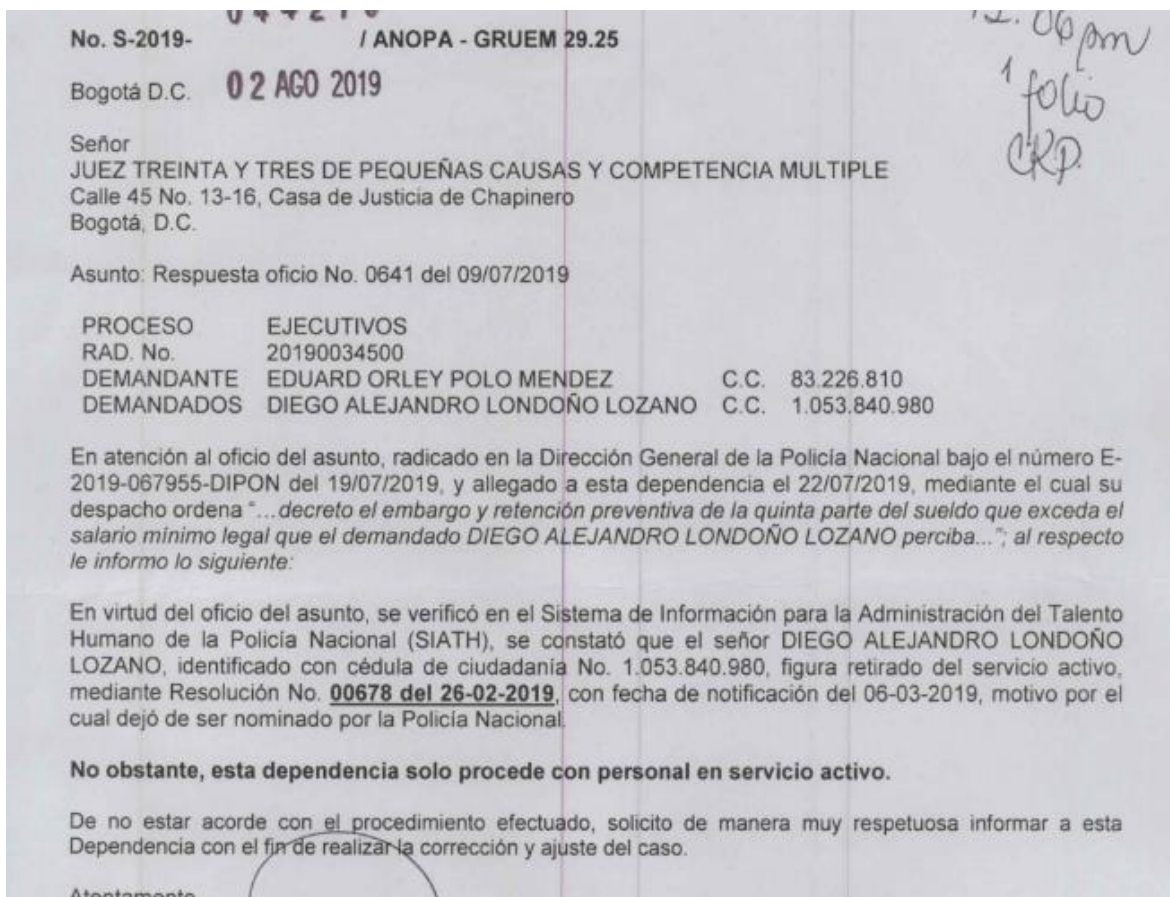 No. S-2019- / ANOPA - GRUEM 29.25
Bogotá D.C. 02 AGO 2019
06 pm
1 folio
CKP.
Señor
JUEZ TREINTA Y TRES DE PEQUEÑAS CAUSAS Y COMPETENCIA MULTIPLE
Calle 45 No. 13-16, Casa de Justicia de Chapinero
Bogotá, D.C.
Asunto: Respuesta oficio No. 0641 del 09/07/2019
PROCESO EJECUTIVOS
RAD. No. 20190034500
DEMANDANTE EDUARD ORLEY POLO MENDEZ C.C. 83.226.810
DEMANDADOS DIEGO ALEJANDRO LONDOÑO LOZANO C.C. 1.053.840.980
En atención al oficio del asunto, radicado en la Dirección General de la Policía Nacional bajo el número E-
2019-067955-DIPON del 19/07/2019, y allegado a esta dependencia el 22/07/2019, mediante el cual su
despacho ordena “...decreto el embargo y retención preventiva de la quinta parte del sueldo que exceda el
salario mínimo legal que el demandado DIEGO ALEJANDRO LONDOÑO LOZANO perciba...”; al respecto
le informo lo siguiente:
En virtud del oficio del asunto, se verificó en el Sistema de Información para la Administración del Talento
Humano de la Policía Nacional (SIATH), se constató que el señor DIEGO ALEJANDRO LONDOÑO
LOZANO, identificado con cédula de ciudadanía No. 1.053.840.980, figura retirado del servicio activo,
mediante Resolución No. 00678 del 26-02-2019, con fecha de notificación del 06-03-2019, motivo por el
cual dejó de ser nominado por la Policía Nacional.
No obstante, esta dependencia solo procede con personal en servicio activo.
De no estar acorde con el procedimiento efectuado, solicito de manera muy respetuosa informar a esta
Dependencia con el fin de realizar la corrección y ajuste del caso.